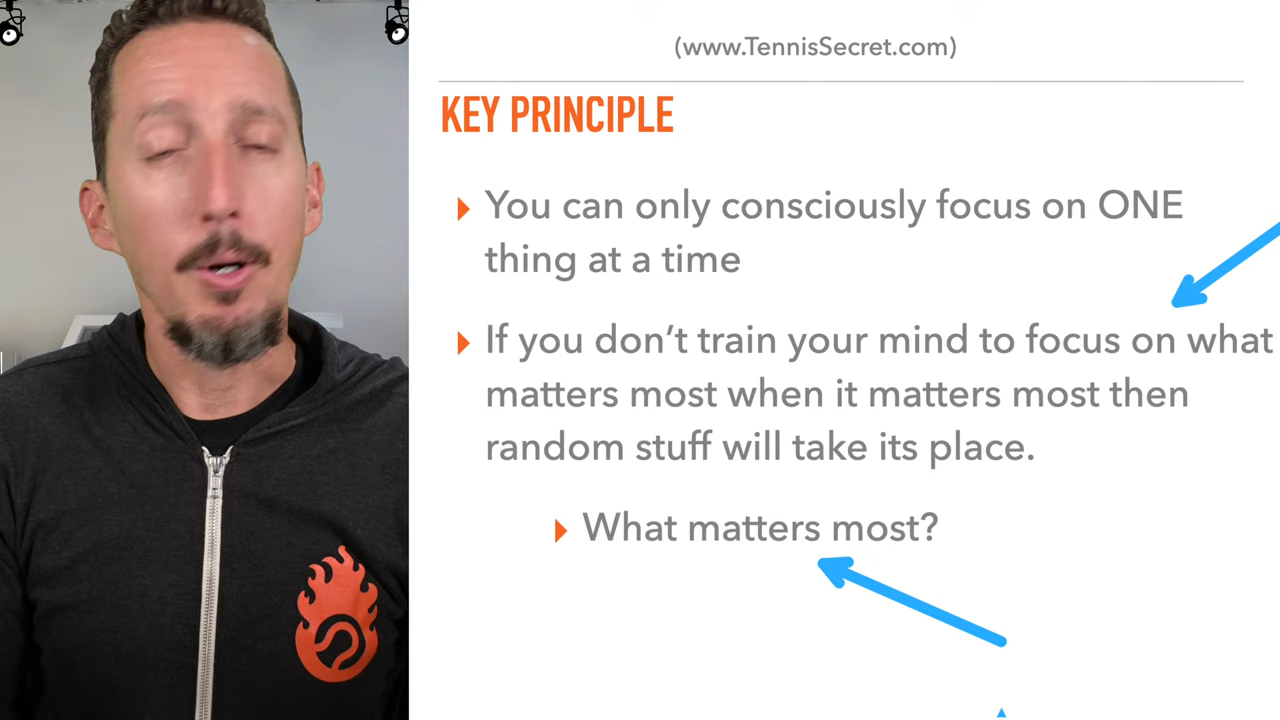 (www.TennisSecret.com)
KEY PRINCIPLE
You can only consciously focus on ONE
thing at a time
If you don’t train your mind to focus on what
matters most when it matters most then
random stuff will take its place.
What matters most?